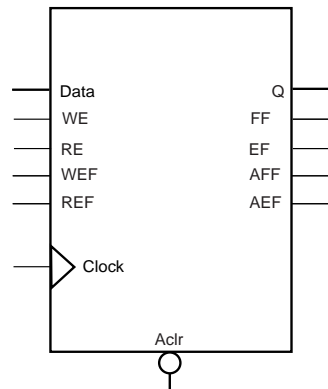 Data
Q
WE
FF
RE
EF
WEF
AFF
REF
AEF
Clock
Aclr